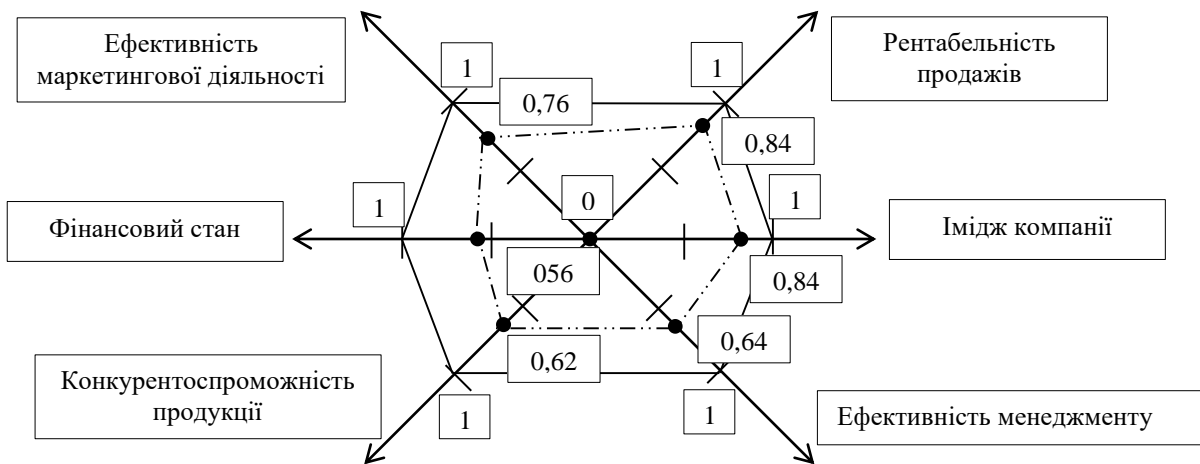 Ефективність
маркетингової діяльності
1
0,76
1
Рентабельність
продажів
0,84
Фінансовий стан
1
0
1
Імідж компанії
056
0,84
0,62
0,64
Конкурентоспроможність
продукції
1
1
Ефективність менеджменту